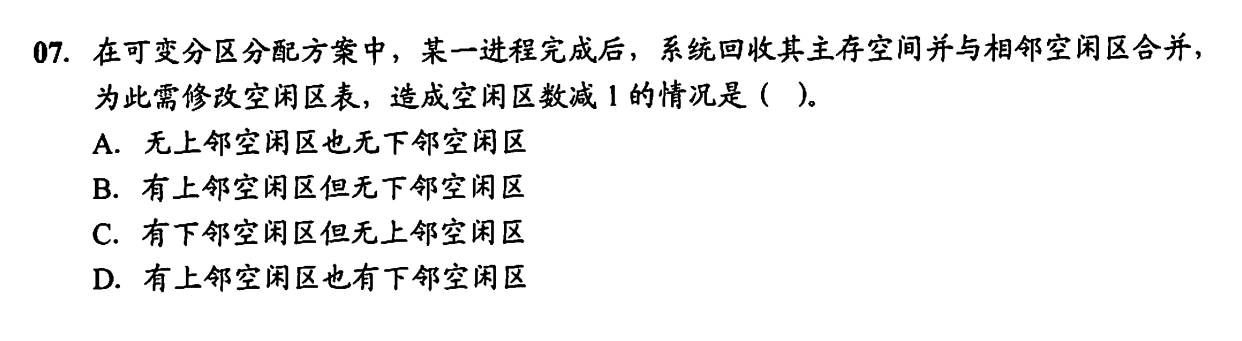 07. 在可变分区分配方案中，某一进程完成后，系统回收其主存空间并与相邻空闲区合并，
为此需修改空闲区表，造成空闲区数减 1 的情况是（　）。
A. 无上邻空闲区也无下邻空闲区
B. 有上邻空闲区但无下邻空闲区
C. 有下邻空闲区但无上邻空闲区
D. 有上邻空闲区也有下邻空闲区